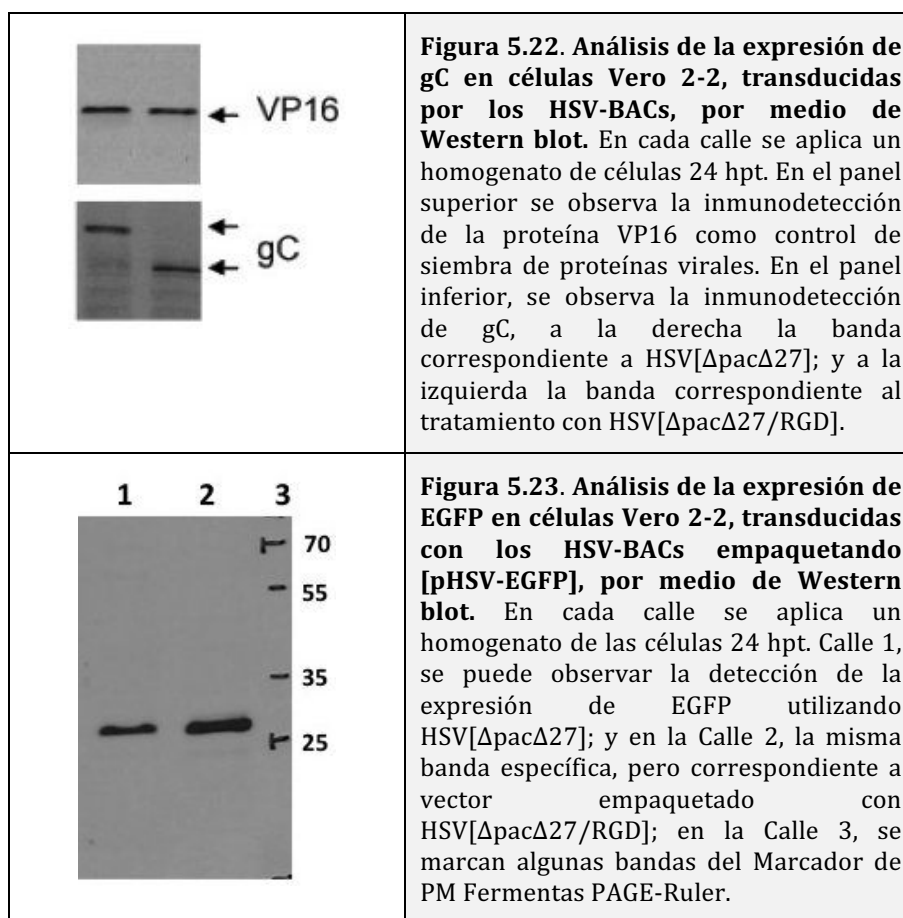 VP16
gC
Figura 5.22. Análisis de la expresión de
gC en células Vero 2-2, transducidas
por los HSV-BACs, por medio de
Western blot. En cada calle se aplica un
homogenato de células 24 hpt. En el panel
superior se observa la inmunodetección
de la proteína VP16 como control de
siembra de proteínas virales. En el panel
inferior, se observa la inmunodetección
de gC, a la derecha la banda
correspondiente a HSV[ΔpacΔ27]; y a la
izquierda la banda correspondiente al
tratamiento con HSV[ΔpacΔ27/RGD].
1 2 3
70
55
35
25
Figura 5.23. Análisis de la expresión de
EGFP en células Vero 2-2, transducidas
con los HSV-BACs empaquetando
[pHSV-EGFP], por medio de Western
blot. En cada calle se aplica un
homogenato de las células 24 hpt. Calle 1,
se puede observar la detección de la
expresión de EGFP utilizando
HSV[ΔpacΔ27]; y en la Calle 2, la misma
banda específica, pero correspondiente a
vector empaquetado con
HSV[ΔpacΔ27/RGD]; en la Calle 3, se
marcan algunas bandas del Marcador de
PM Fermentas PAGE-Ruler.